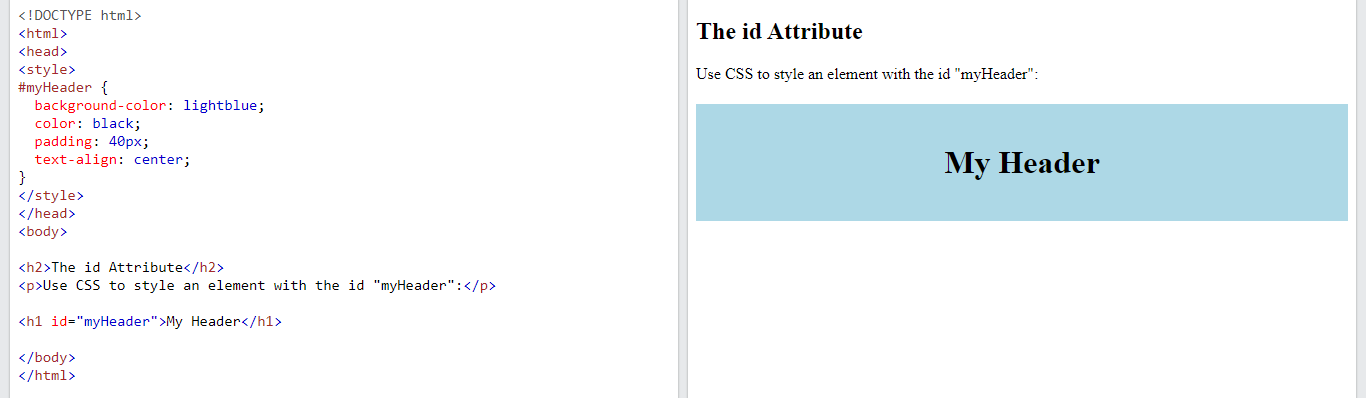 <!DOCTYPE html>
<html>
<head>
<style>
#myHeader {
  background-color: lightblue;
  color: black;
  padding: 40px;
  text-align: center;
}
</style>
</head>
<body>

<h2>The id Attribute</h2>
<p>Use CSS to style an element with the id "myHeader":</p>

<h1 id="myHeader">My Header</h1>

</body>
</html>
The id Attribute
Use CSS to style an element with the id "myHeader":
My Header